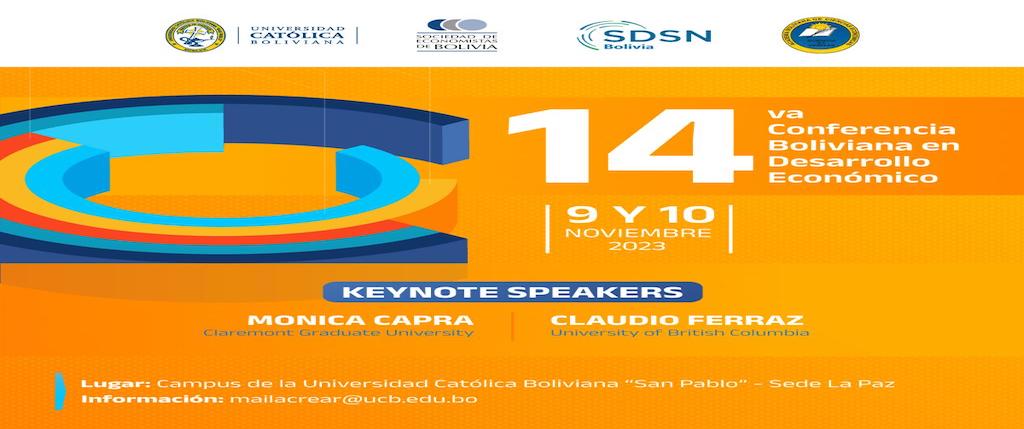 UNIVERSIDAD
CATÓLICA
BOLIVIANA
SOCIEDAD DE
ECONOMISTAS
DE BOLIVIA
SDSN
Bolivia
14
va
Conferencia
Boliviana en
Desarrollo
Económico
9 Y 10
NOVIEMBRE
2023
KEYNOTE SPEAKERS
MONICA CAPRA
Claremont Graduate University
CLAUDIO FERRAZ
University of British Columbia
Lugar: Campus de la Universidad Católica Boliviana “San Pablo” – Sede La Paz
Información: mailacrear@ucb.edu.bo